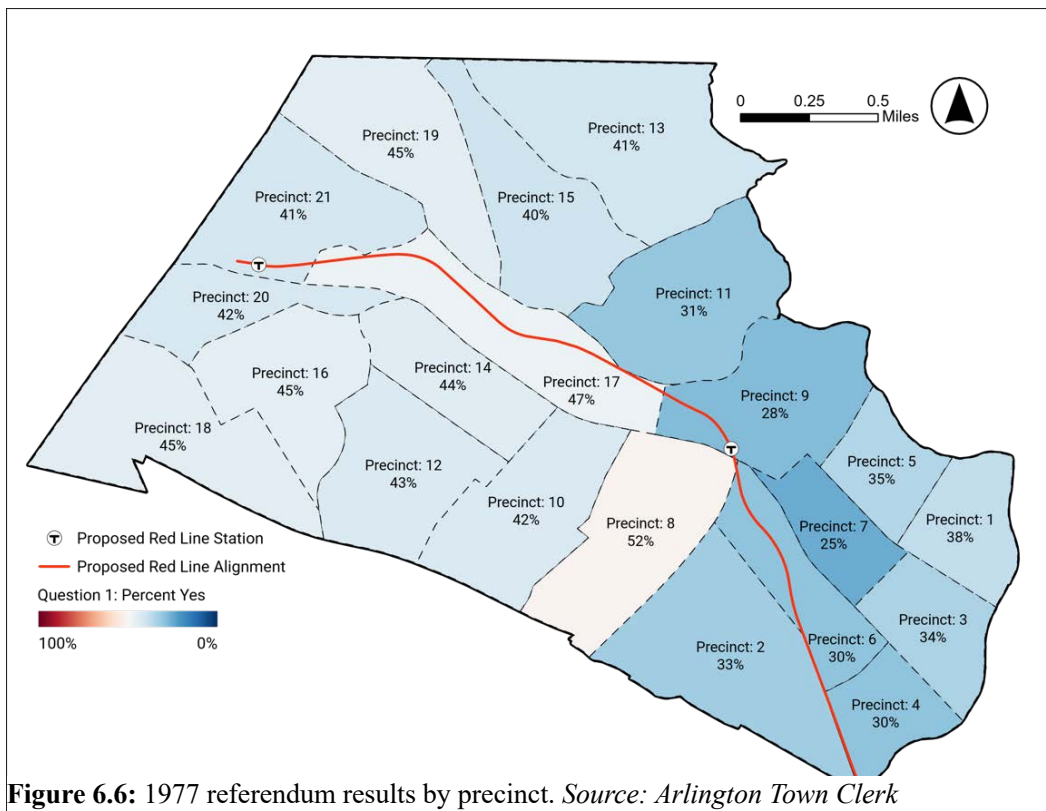 0 0.25 0.5
Miles
Precinct: 19
45%
Precinct: 13
41%
Precinct: 21
41%
Precinct: 15
40%
Precinct: 11
31%
Precinct: 20
42%
Precinct: 14
44%
Precinct: 16
45%
Precinct: 17
47%
Precinct: 9
28%
Precinct: 18
45%
Precinct: 12
43%
Precinct: 5
35%
Precinct: 10
42%
Precinct: 8
52%
Precinct: 7
25%
Precinct: 1
38%
Precinct: 3
34%
Precinct: 2
33%
Precinct: 6
30%
Precinct: 4
30%
T
T
T Proposed Red Line Station
Proposed Red Line Alignment
Question 1: Percent Yes
100% 0%
Figure 6.6: 1977 referendum results by precinct. Source: Arlington Town Clerk